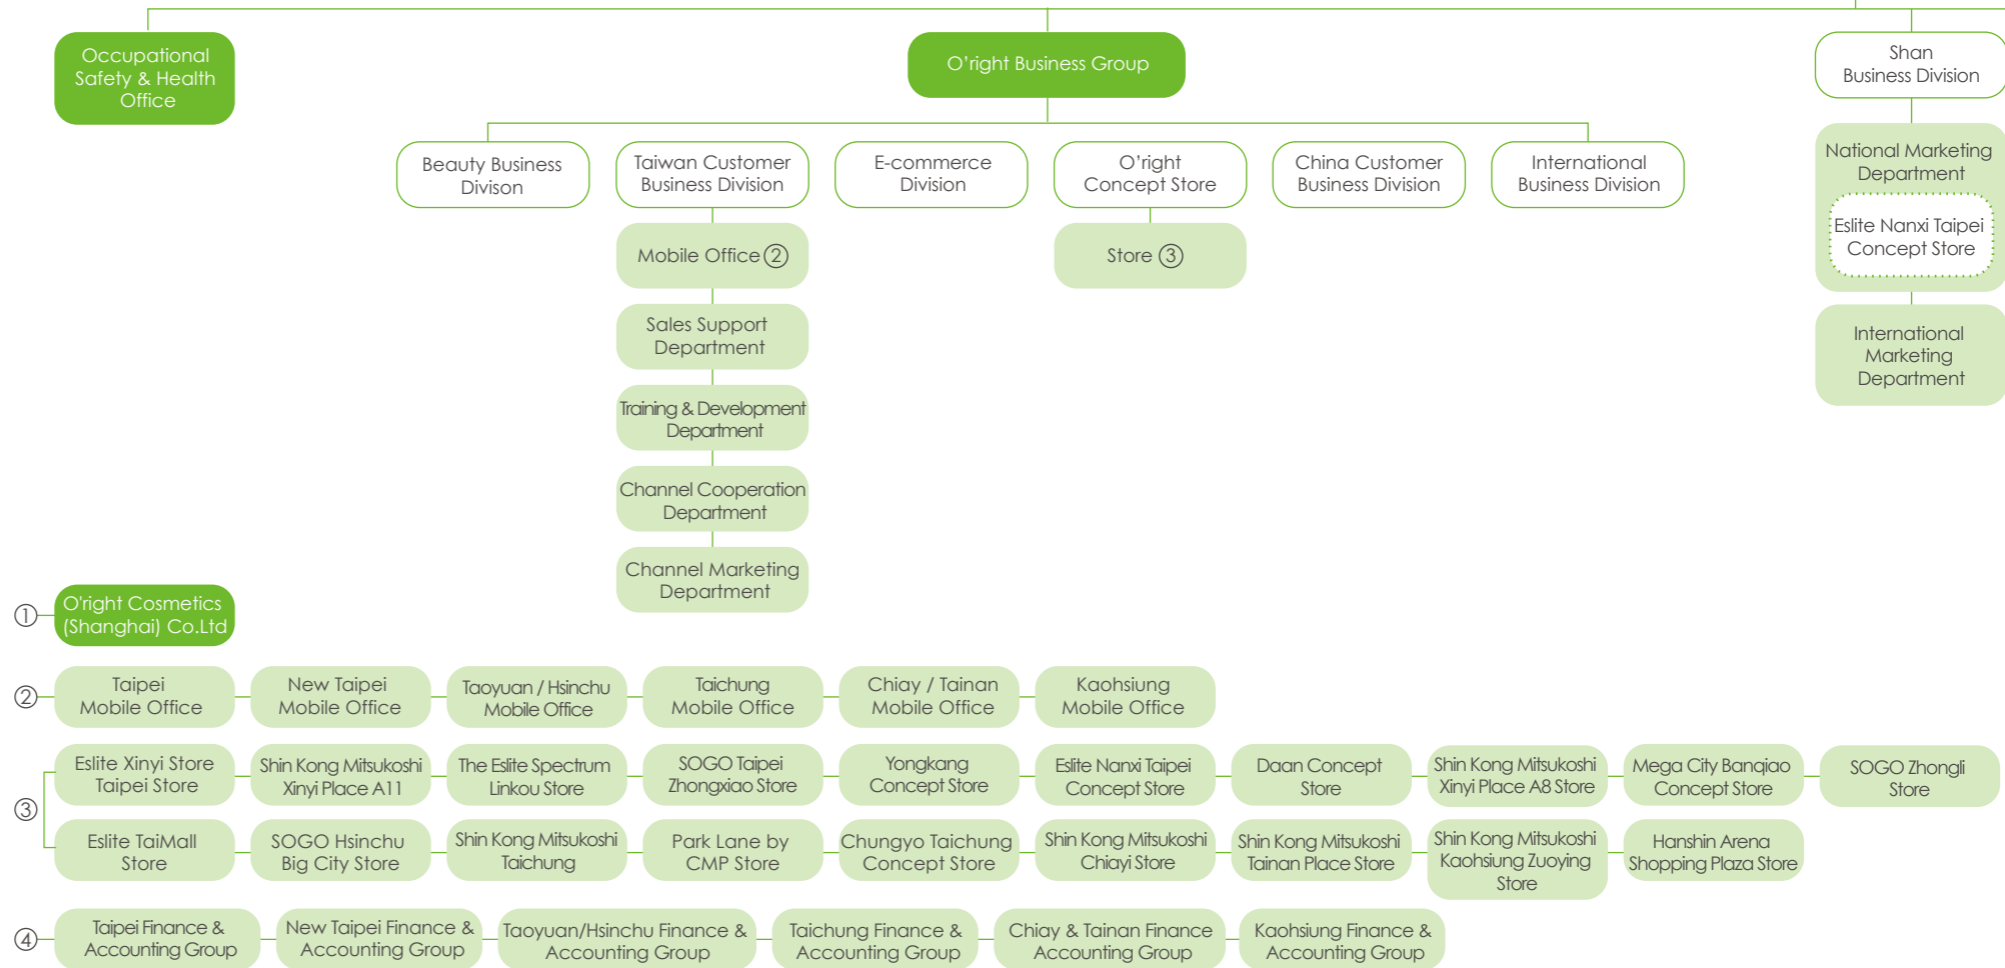 Occupational
Safety & Health
Office
O'right Business Group
Shan
Business Division
Beauty Business
Divison
Taiwan Customer
Business Division
E-commerce
Division
O'right
Concept Store
China Customer
Business Division
International
Business Division
National Marketing
Department
Eslite Nanxi Taipei
Concept Store
International
Marketing
Department
Mobile Office ②
Store ③
Sales Support
Department
Training & Development
Department
Channel Cooperation
Department
Channel Marketing
Department
①
O'right Cosmetics
(Shanghai) Co.Ltd
②
Taipei
Mobile Office
New Taipei
Mobile Office
Taoyuan / Hsinchu
Mobile Office
Taichung
Mobile Office
Chiay / Tainan
Mobile Office
Kaohsiung
Mobile Office
③
Eslite Xinyi Store
Taipei Store
Shin Kong Mitsukoshi
Xinyi Place A11
The Eslite Spectrum
Linkou Store
SOGO Taipei
Zhongxiao Store
Yongkang
Concept Store
Eslite Nanxi Taipei
Concept Store
Daan Concept
Store
Shin Kong Mitsukoshi
Xinyi Place A8 Store
Mega City Banqiao
Concept Store
SOGO Zhongli
Store
Eslite TaiMall
Store
SOGO Hsinchu
Big City Store
Shin Kong Mitsukoshi
Taichung
Park Lane by
CMP Store
Chungyo Taichung
Concept Store
Shin Kong Mitsukoshi
Chiayi Store
Shin Kong Mitsukoshi
Tainan Place Store
Shin Kong Mitsukoshi
Kaohsiung Zuoying
Store
Hanshin Arena
Shopping Plaza Store
④
Taipei Finance &
Accounting Group
New Taipei Finance &
Accounting Group
Taoyuan/Hsinchu Finance &
Accounting Group
Taichung Finance &
Accounting Group
Chiay & Tainan Finance
Accounting Group
Kaohsiung Finance &
Accounting Group